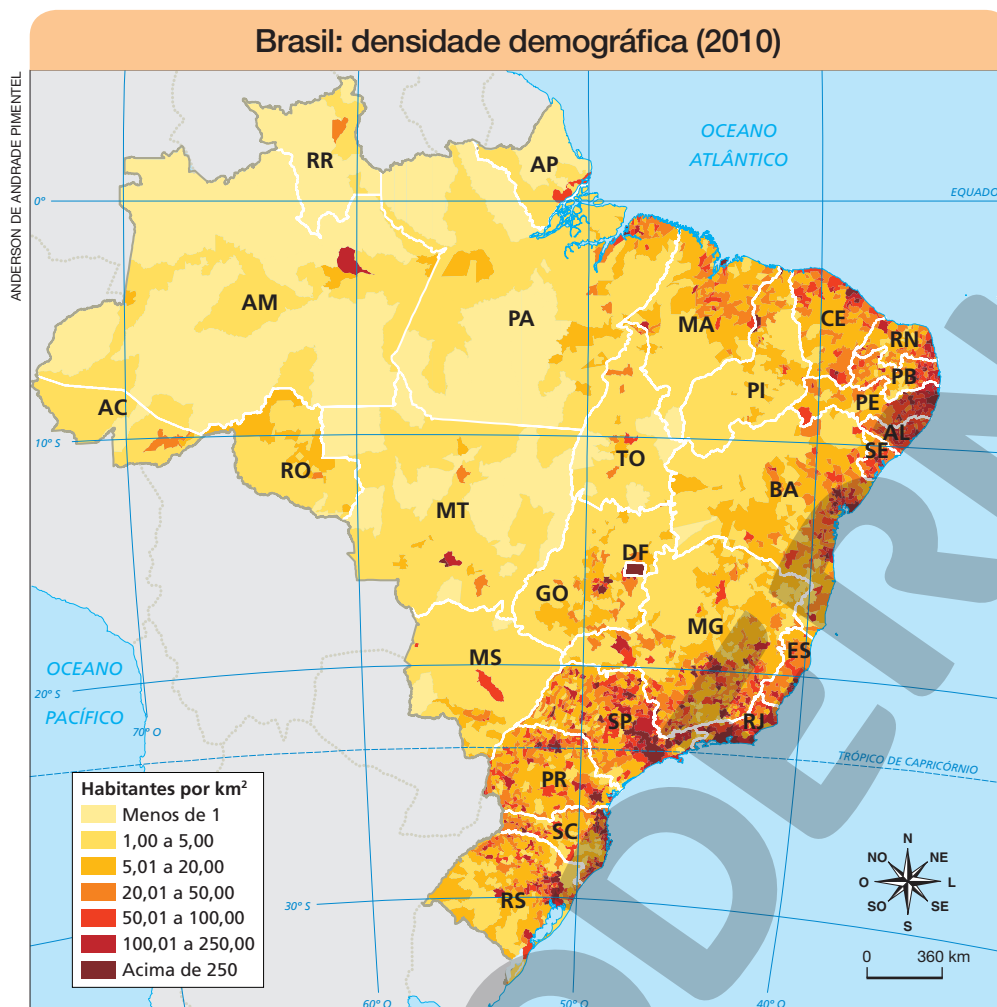 Brasil: densidade demográfica (2010)
ANDERSON DE ANDRADE PIMENTEL
OCEANO
ATLÂNTICO
RR
AP
EQUADO
0°
AM
PA
MA
CE
RN
PB
PI
PE
AC
AL
10° S
TO
SE
RO
BA
MT
DF
GO
MG
ES
MS
OCEANO
PACÍFICO
20° S
SP
RJ
70° O
TRÓPICO DE CAPRICÓRNIO
PR
SC
RS
30° S
Habitantes por km²
Menos de 1
1,00 a 5,00
5,01 a 20,00
20,01 a 50,00
50,01 a 100,00
100,01 a 250,00
Acima de 250
N
NO
NE
O
L
SO
SE
S
0
360 km
60° O
50° O
40° O